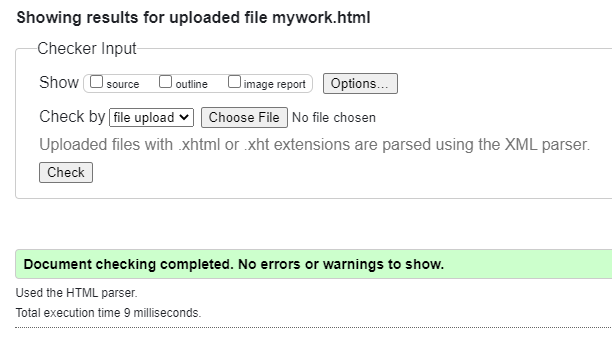 Showing results for uploaded file mywork.html
Checker Input
Show source outline image report Options...
Check by file upload Choose File No file chosen
Uploaded files with .xhtml or .xht extensions are parsed using the XML parser.
Check
Document checking completed. No errors or warnings to show.
Used the HTML parser.
Total execution time 9 milliseconds.